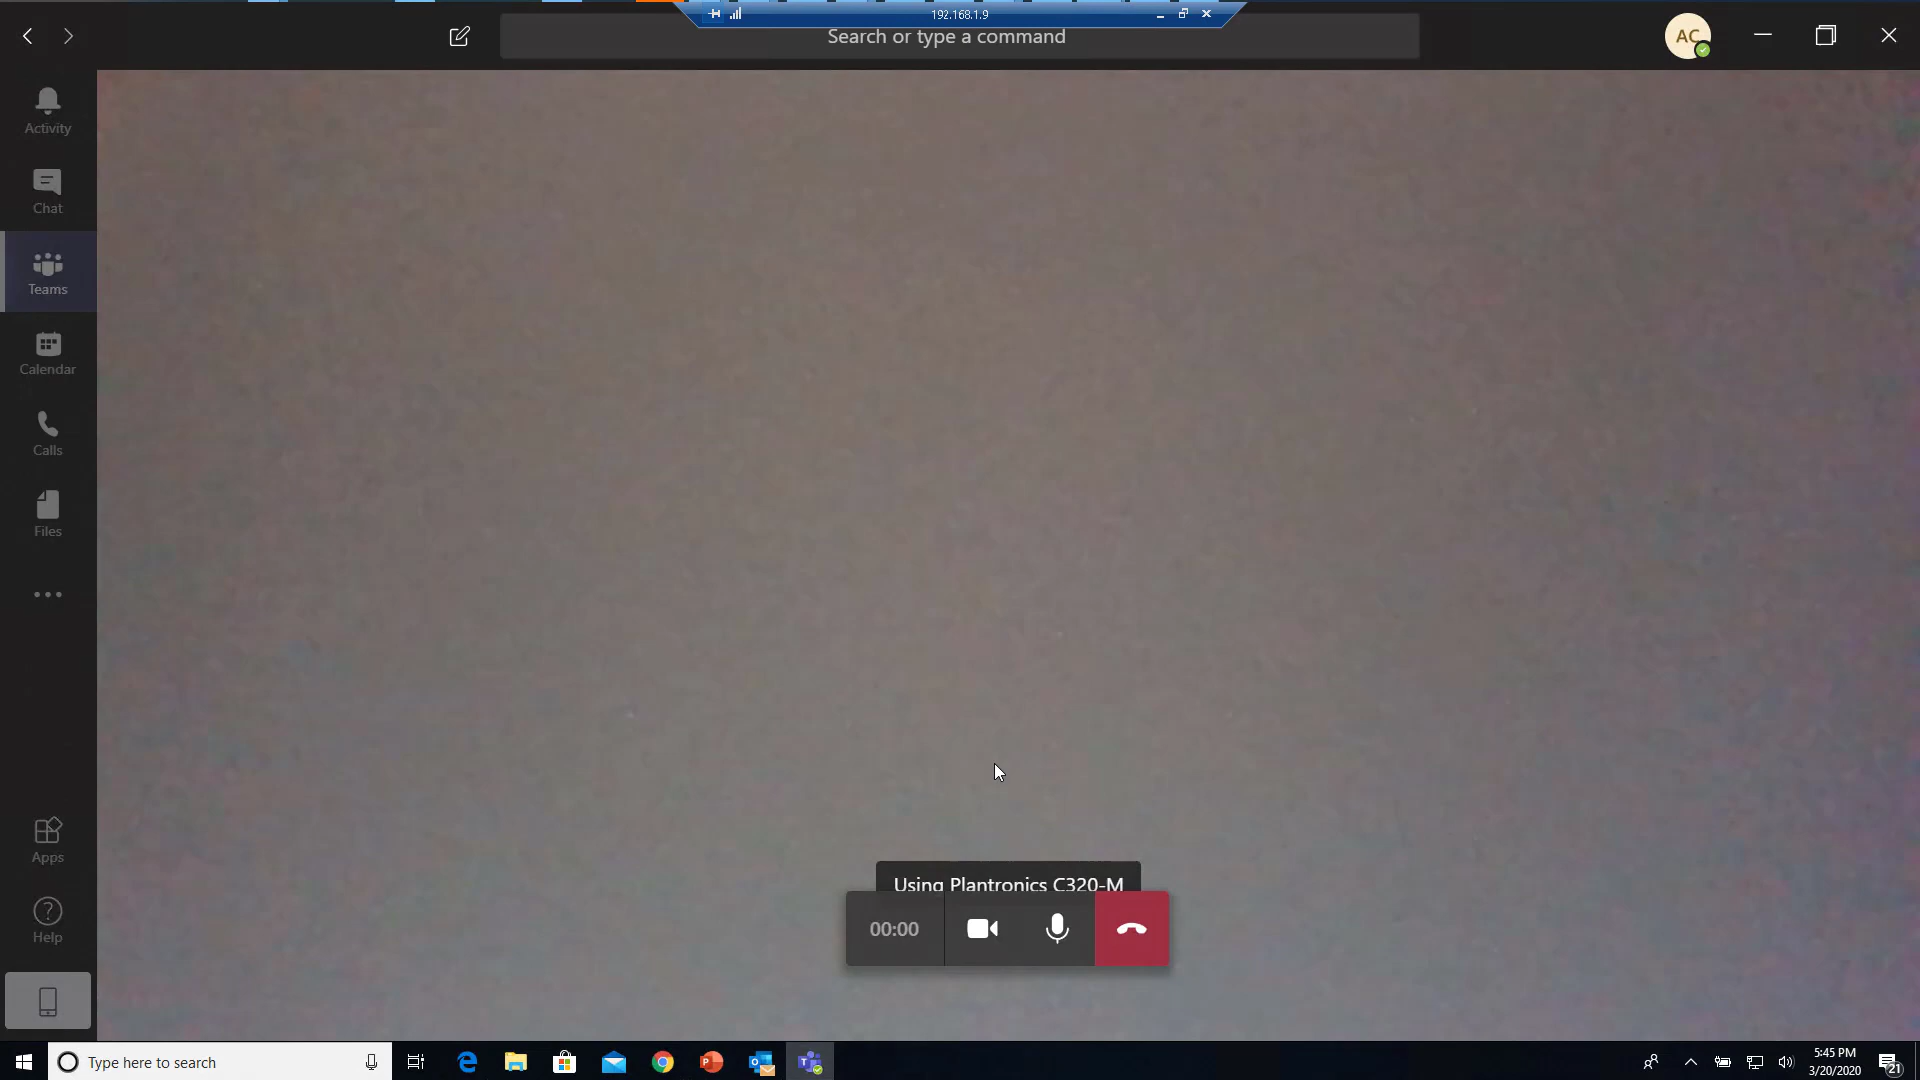 192.168.1.9
Search or type a command
AC
Activity
Chat
Teams
Calendar
Calls
Files
Apps
Help
Using Plantronics C320-M
00:00
Type here to search
5:45 PM
3/20/2020
21